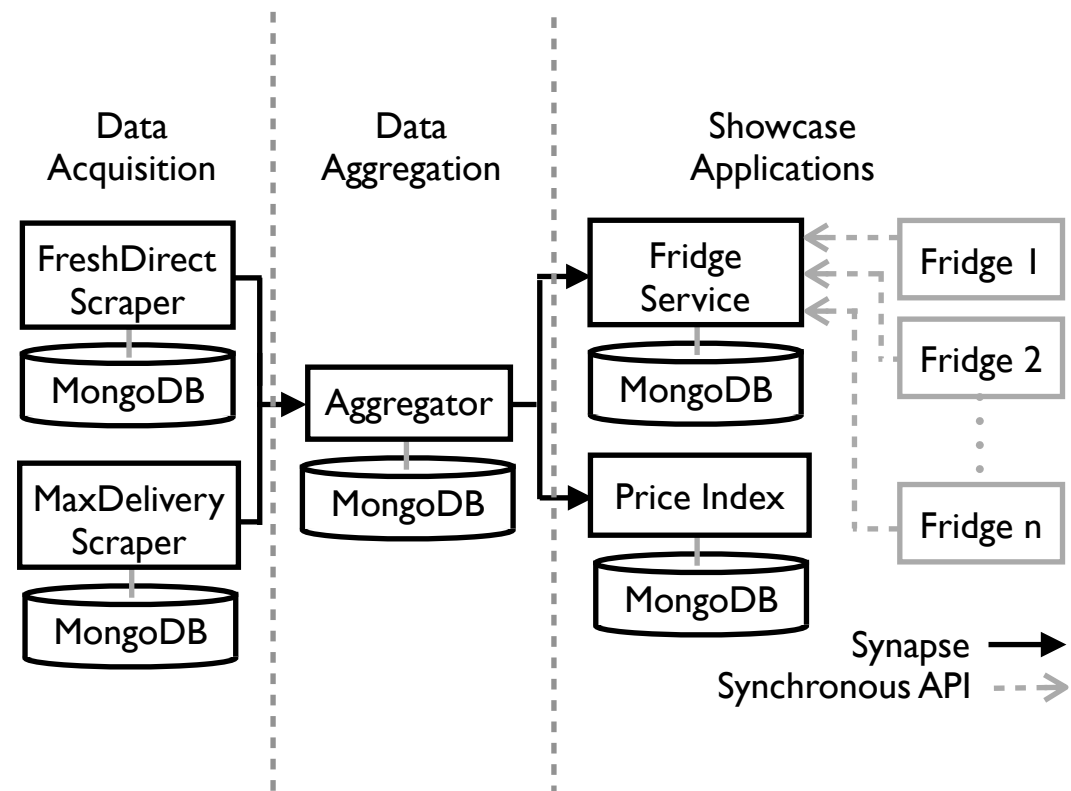 Data
Acquisition
Data
Aggregation
Showcase
Applications
FreshDirect
Scraper
MongoDB
MaxDelivery
Scraper
MongoDB
Aggregator
MongoDB
Fridge
Service
MongoDB
Price Index
MongoDB
Fridge 1
Fridge 2
Fridge n
Synapse
Synchronous API